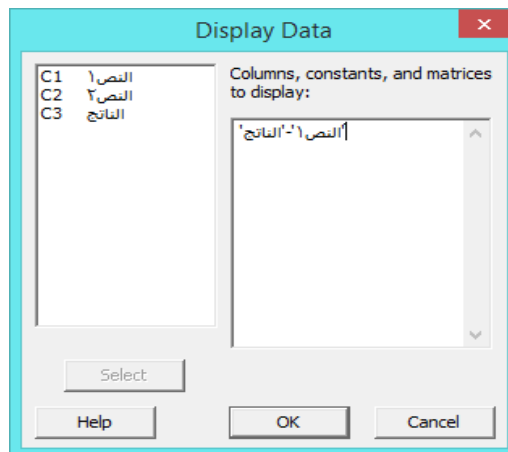 Display Data
C1 النص١
C2 النص٢
C3 الناتج
Columns, constants, and matrices
to display:
'النص١'-'الناتج'
Select
Help
OK
Cancel